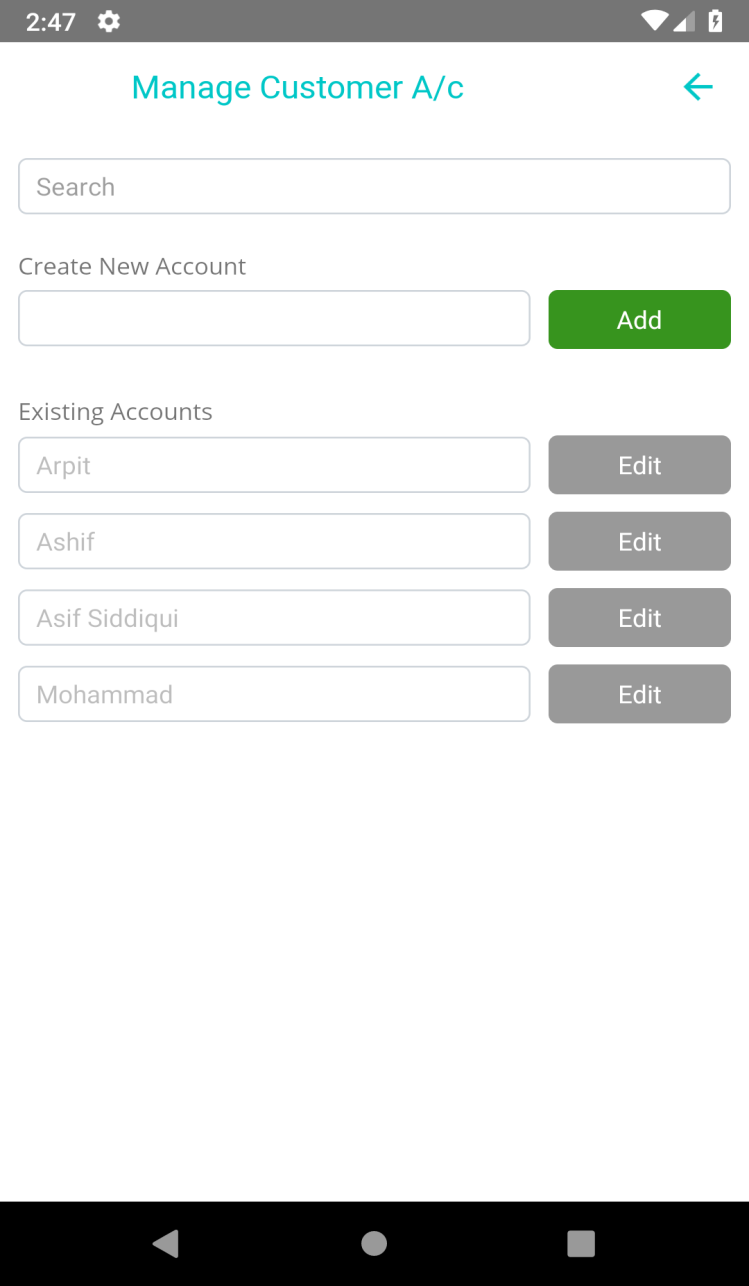 2:47
Manage Customer A/c
Search
Create New Account
Add
Existing Accounts
Arpit
Edit
Ashif
Edit
Asif Siddiqui
Edit
Mohammad
Edit